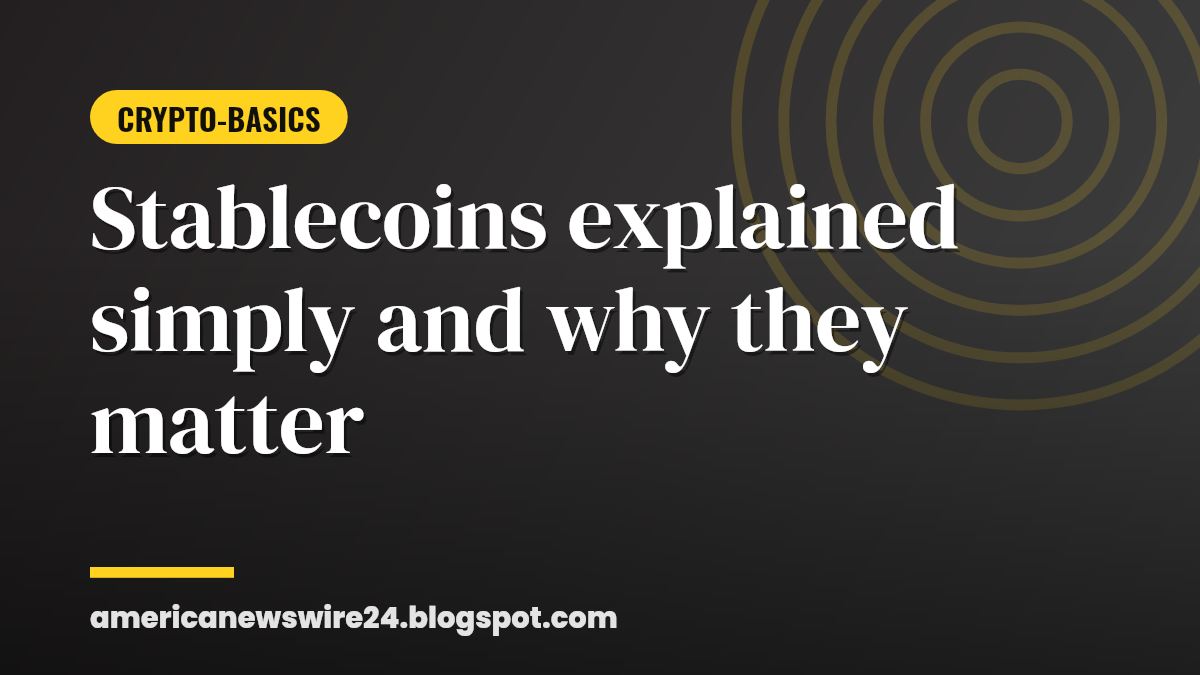 CRYPTO-BASICS
Stablecoins explained
simply and why they
matter
americanewswire24.blogspot.com